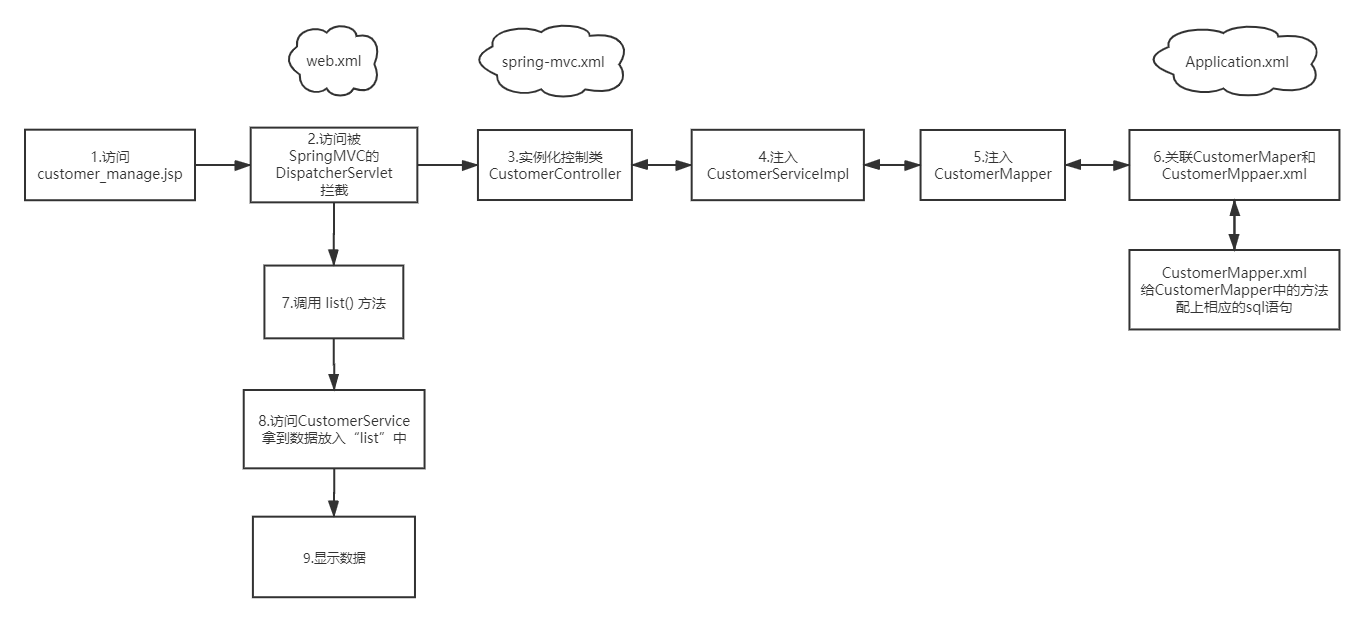 web.xml
spring-mvc.xml
Application.xml
1.访问
customer_manage.jsp
2.访问被
SpringMVC的
DispatcherServlet
拦截
3.实例化控制类
CustomerController
4.注入
CustomerServiceImpl
5.注入
CustomerMapper
6.关联CustomerMaper和
CustomerMppaer.xml
CustomerMapper.xml
给CustomerMapper中的方法
配上相应的sql语句
7.调用 list() 方法
8.访问CustomerService
拿到数据放入“list”中
9.显示数据